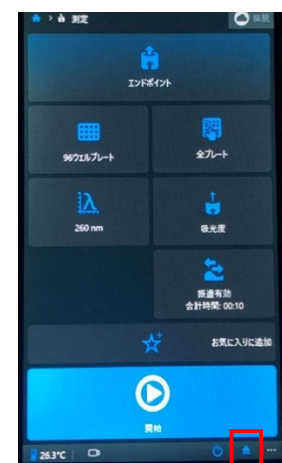 測定
接続
エンドポイント
96ウエルプレート
全プレート
260 nm
吸光度
振盪有効
合計時間: 00:10
お気に入りに追加
開始
26.3°C